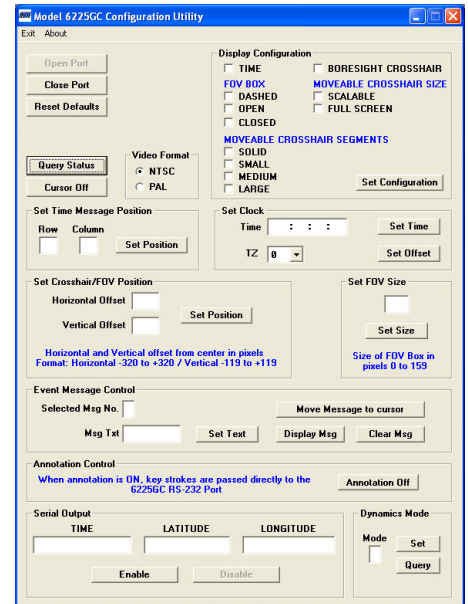 Model 6225GC Configuration Utility
Exit About
Open Port
Close Port
Reset Defaults
Query Status
Cursor Off
Video Format
NTSC
PAL
Display Configuration
TIME
BORESIGHT CROSSHAIR
FOV BOX
MOVEABLE CROSSHAIR SIZE
DASHED
SCALABLE
OPEN
FULL SCREEN
CLOSED
MOVEABLE CROSSHAIR SEGMENTS
SOLID
SMALL
MEDIUM
LARGE
Set Configuration
Set Time Message Position
Row Column
Set Position
Set Clock
Time : : : Set Time
TZ 0 Set Offset
Set Crosshair/FOV Position
Horizontal Offset
Vertical Offset
Set Position
Horizontal and Vertical offset from center in pixels
Format: Horizontal -320 to +320 / Vertical -119 to +119
Set FOV Size
Set Size
Size of FOV Box in
pixels 0 to 159
Event Message Control
Selected Msg No.
Move Message to cursor
Msg Txt
Set Text
Display Msg
Clear Msg
Annotation Control
When annotation is ON, key strokes are passed directly to the
6225GC RS-232 Port
Annotation Off
Serial Output
TIME LATITUDE LONGITUDE
Enable
Disable
Dynamics Mode
Mode
Set
Query